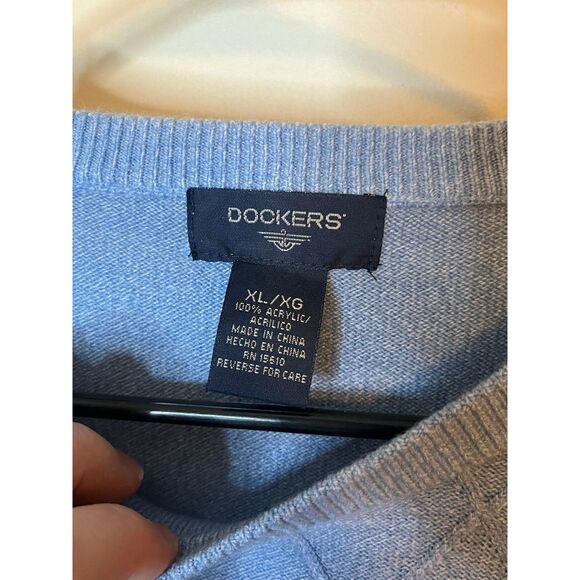 DOCKERS
XL/XG
100% ACRYLIC/
ACRILICO
MADE IN CHINA
HECHO EN CHINA
RN 15610
REVERSE FOR CARE